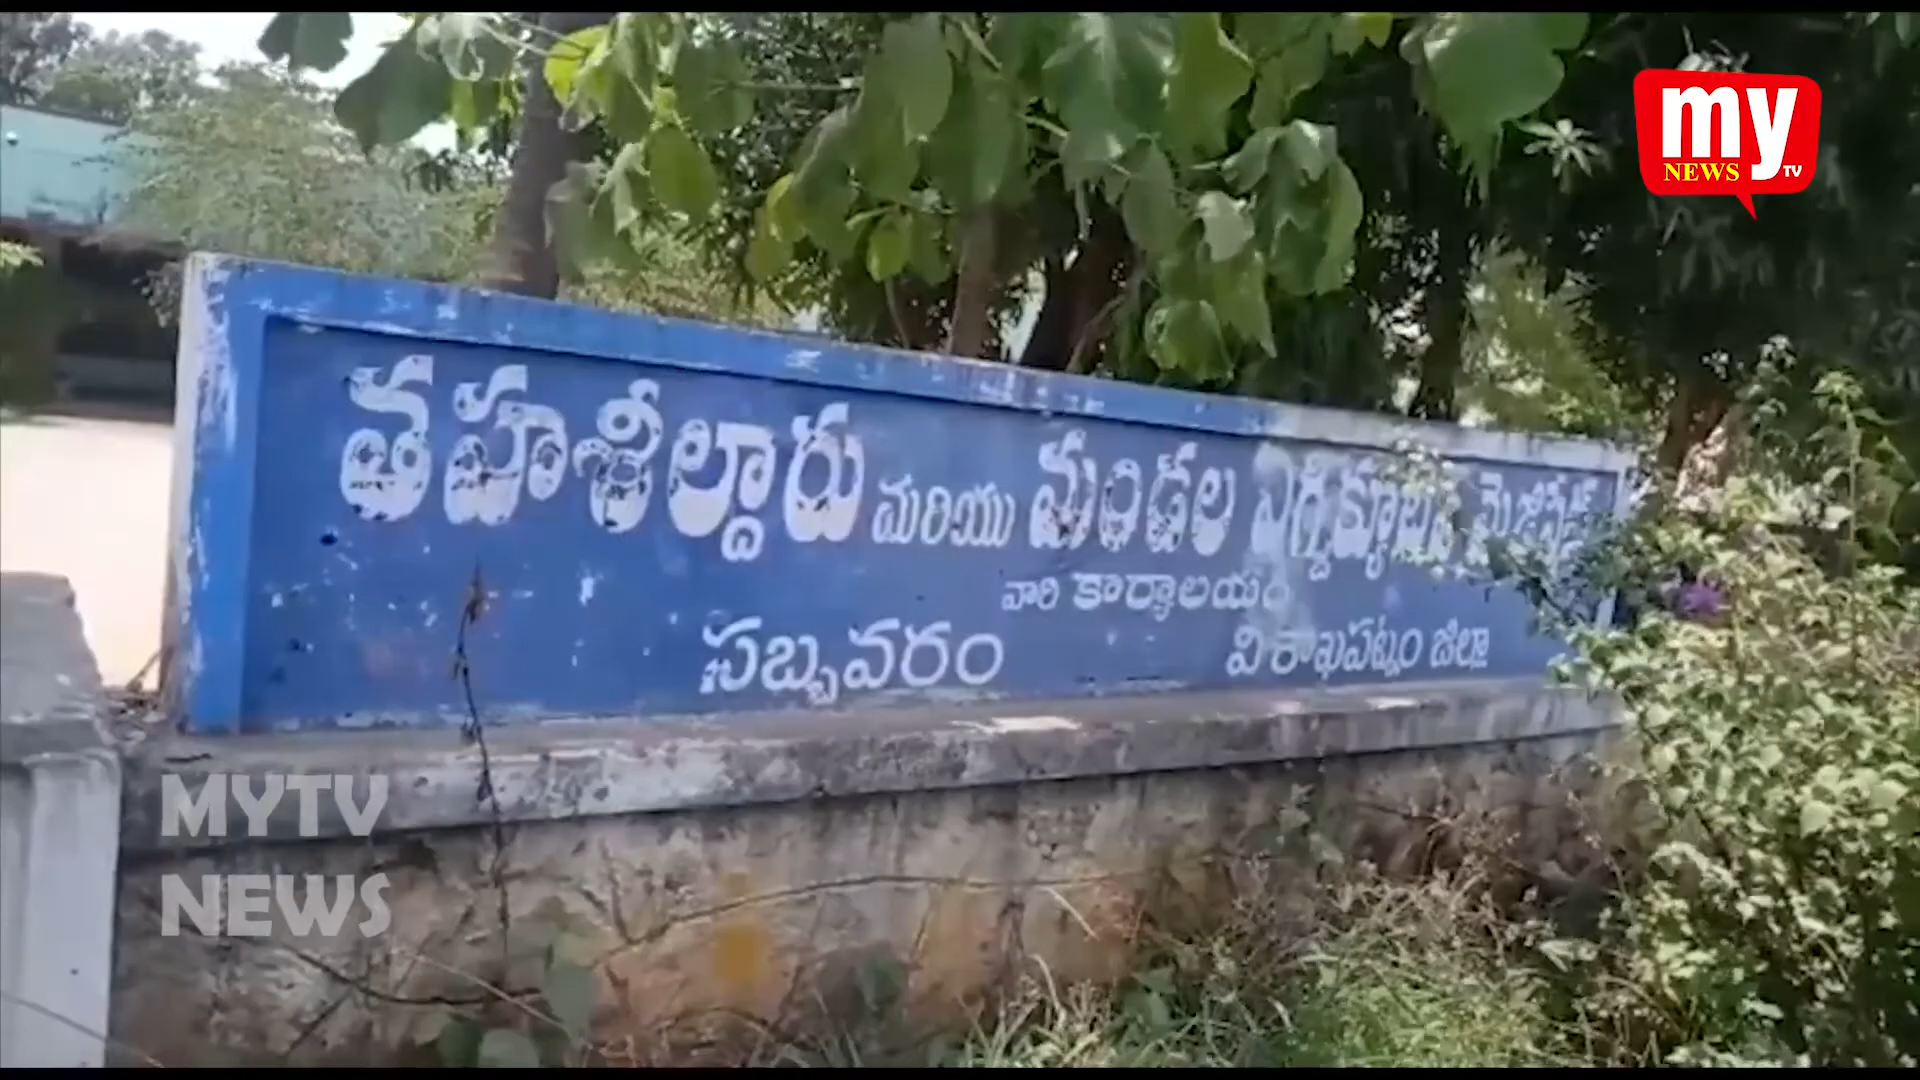 my
NEWS TV
తహశీల్దారు మరియు మండల ఎగ్జిక్యూటివ్ మెజిస్ట్రేట్
వారి కార్యాలయం
సబ్బవరం విశాఖపట్నం జిల్లా
MYTV
NEWS